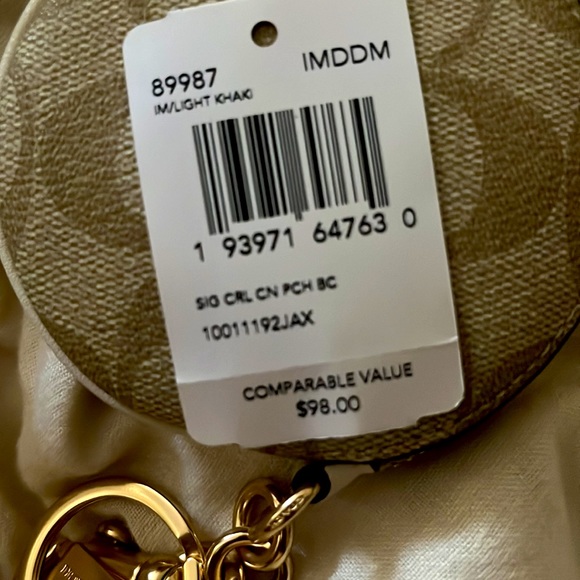 89987 IMDDM
IM/LIGHT KHAKI
1 93971 64763 0
SIG CRL CN PCH BC
10011192JAX
COMPARABLE VALUE
$98.00